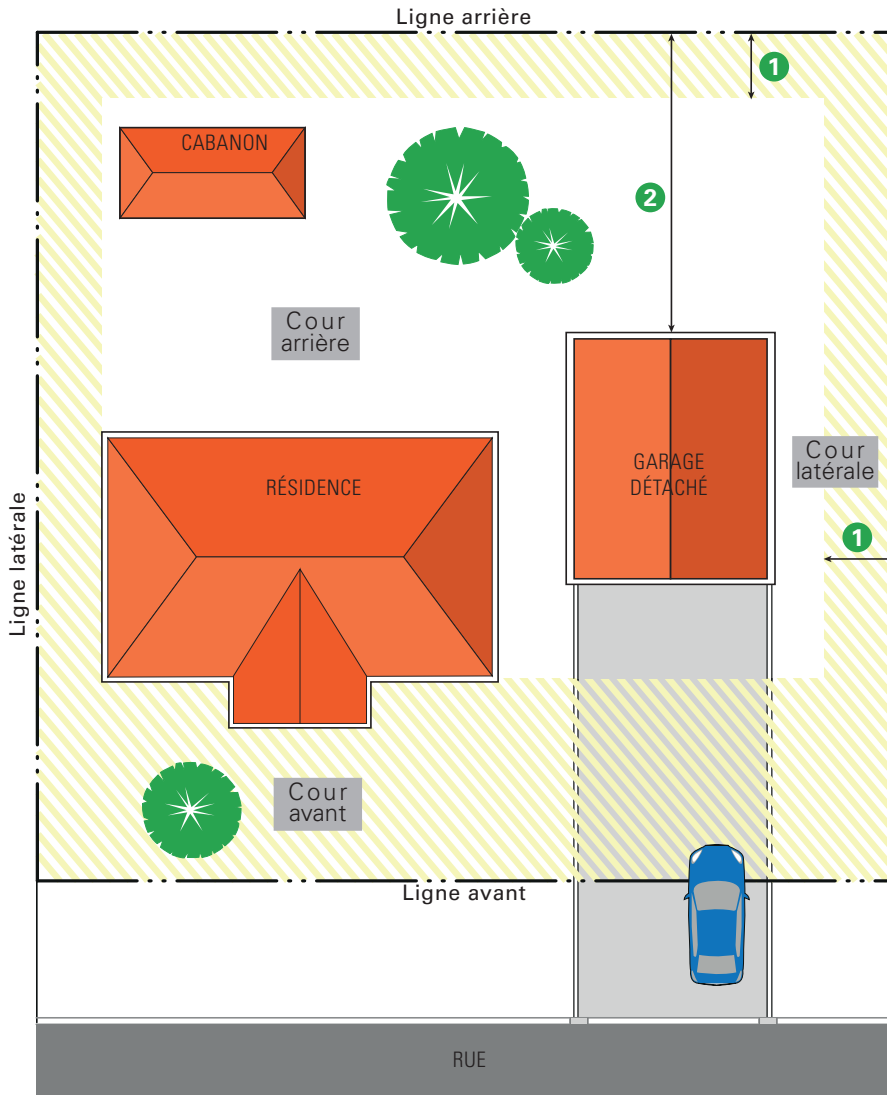 Ligne arrière
1
CABANON
2
Cour
arrière
Cour
latérale
GARAGE
DÉTACHÉ
RÉSIDENCE
1
Ligne latérale
Cour
avant
Ligne avant
RUE